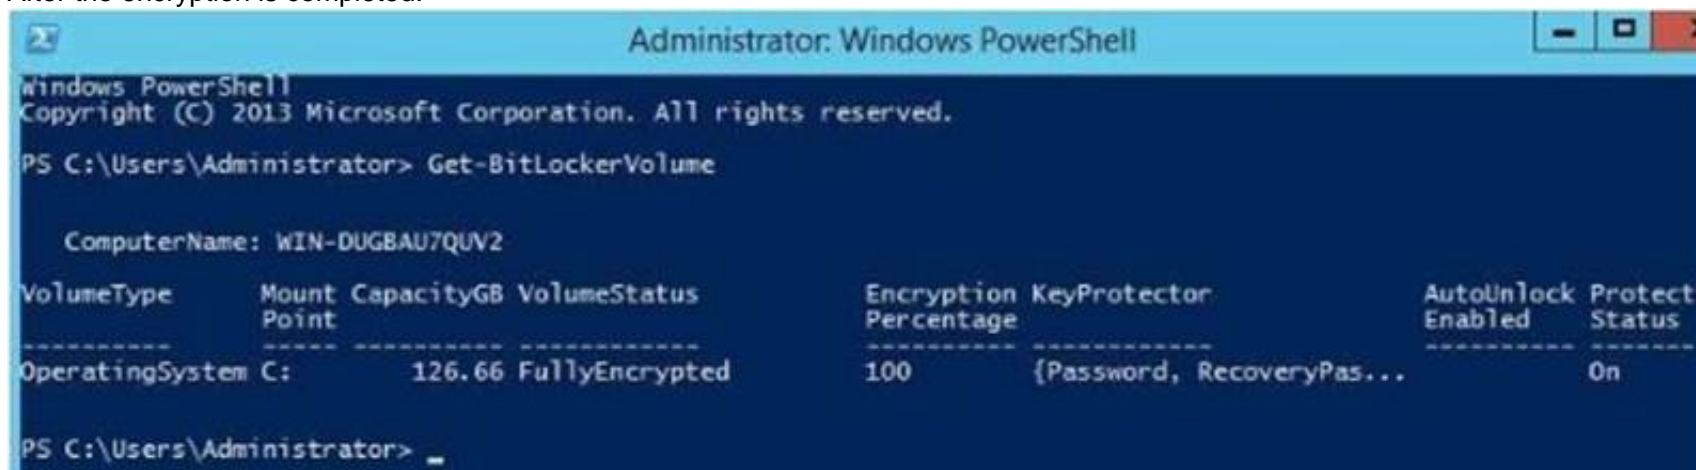 After the encryption is completed.
Administrator: Windows PowerShell
Windows PowerShell
Copyright (C) 2013 Microsoft Corporation. All rights reserved.
PS C:\Users\Administrator> Get-BitLockerVolume
ComputerName: WIN-DUGBAU7QUV2
VolumeType Mount CapacityGB VolumeStatus Encryption KeyProtector AutoUnlock Protect
Point Percentage Enabled Status
---------- ----- ---------- ------------ ---------- ------------ ---------- -------
OperatingSystem C: 126.66 FullyEncrypted 100 {Password, RecoveryPas... On
PS C:\Users\Administrator> _